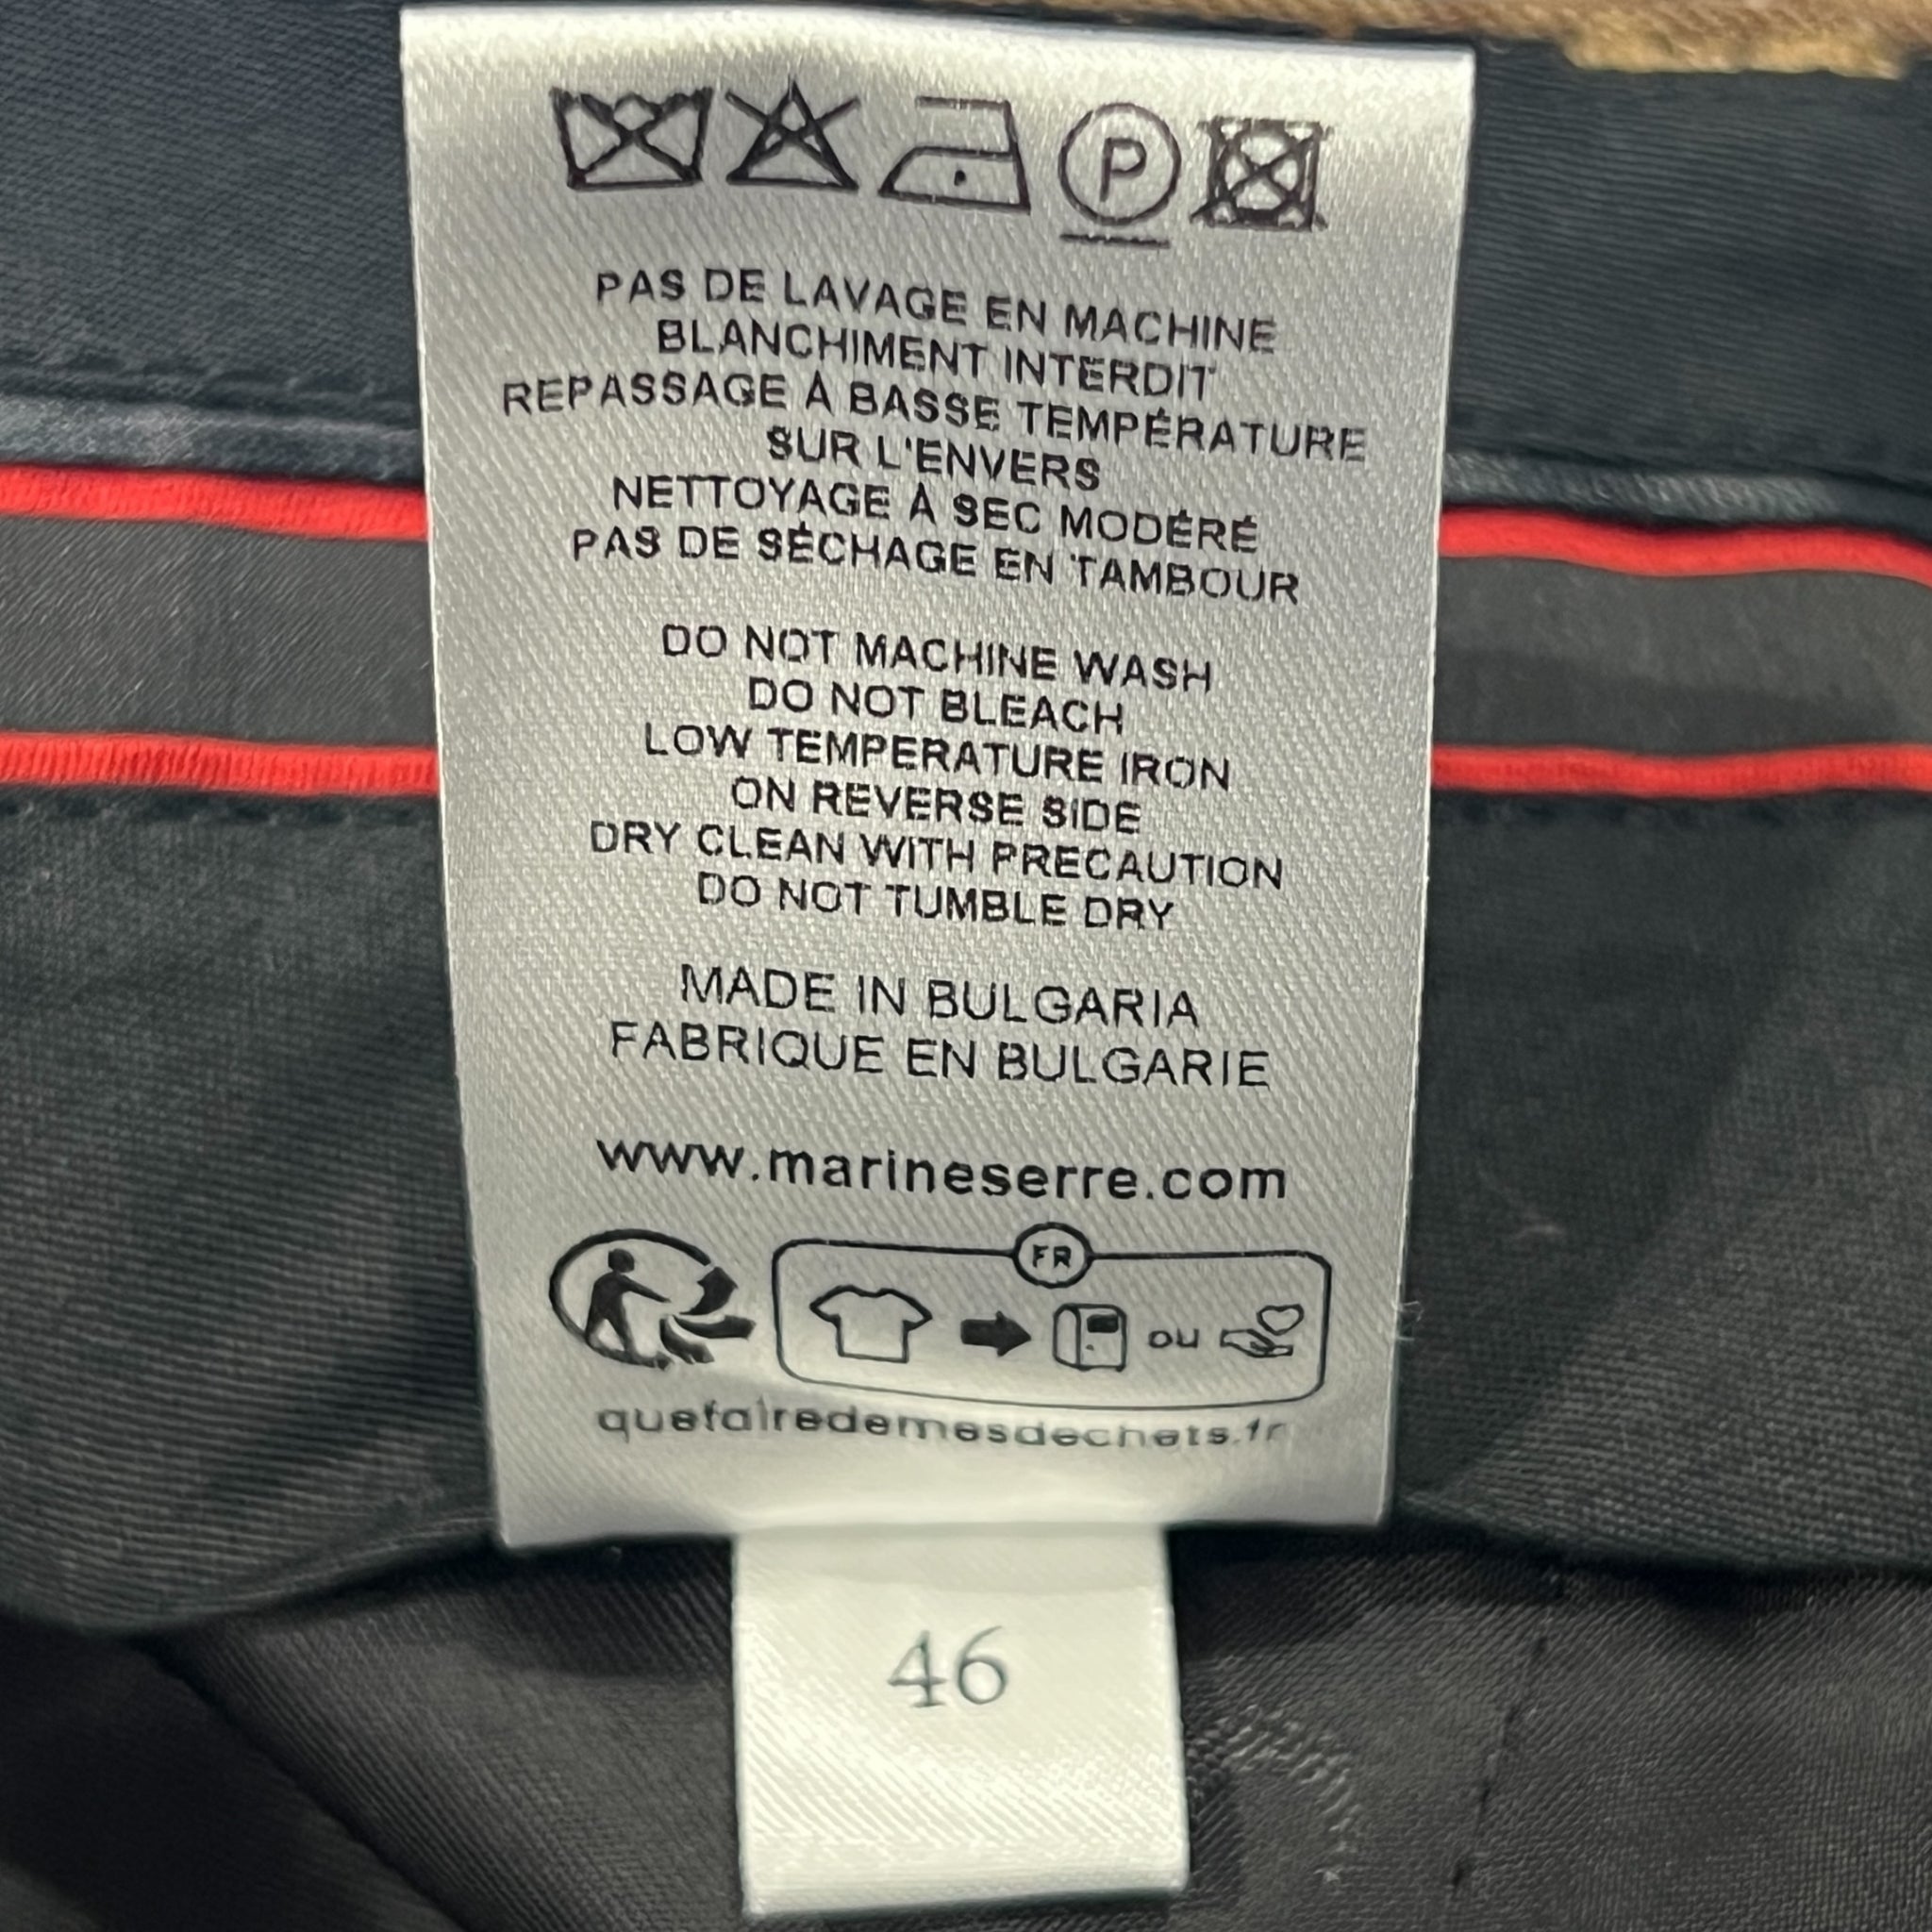 P
PAS DE LAVAGE EN MACHINE
BLANCHIMENT INTERDIT
REPASSAGE À BASSE TEMPÉRATURE
SUR L'ENVERS
NETTOYAGE À SEC MODÉRÉ
PAS DE SÉCHAGE EN TAMBOUR
DO NOT MACHINE WASH
DO NOT BLEACH
LOW TEMPERATURE IRON
ON REVERSE SIDE
DRY CLEAN WITH PRECAUTION
DO NOT TUMBLE DRY
MADE IN BULGARIA
FABRIQUE EN BULGARIE
www.marineserre.com
FR
ou
quefairedemesdechets.fr
46